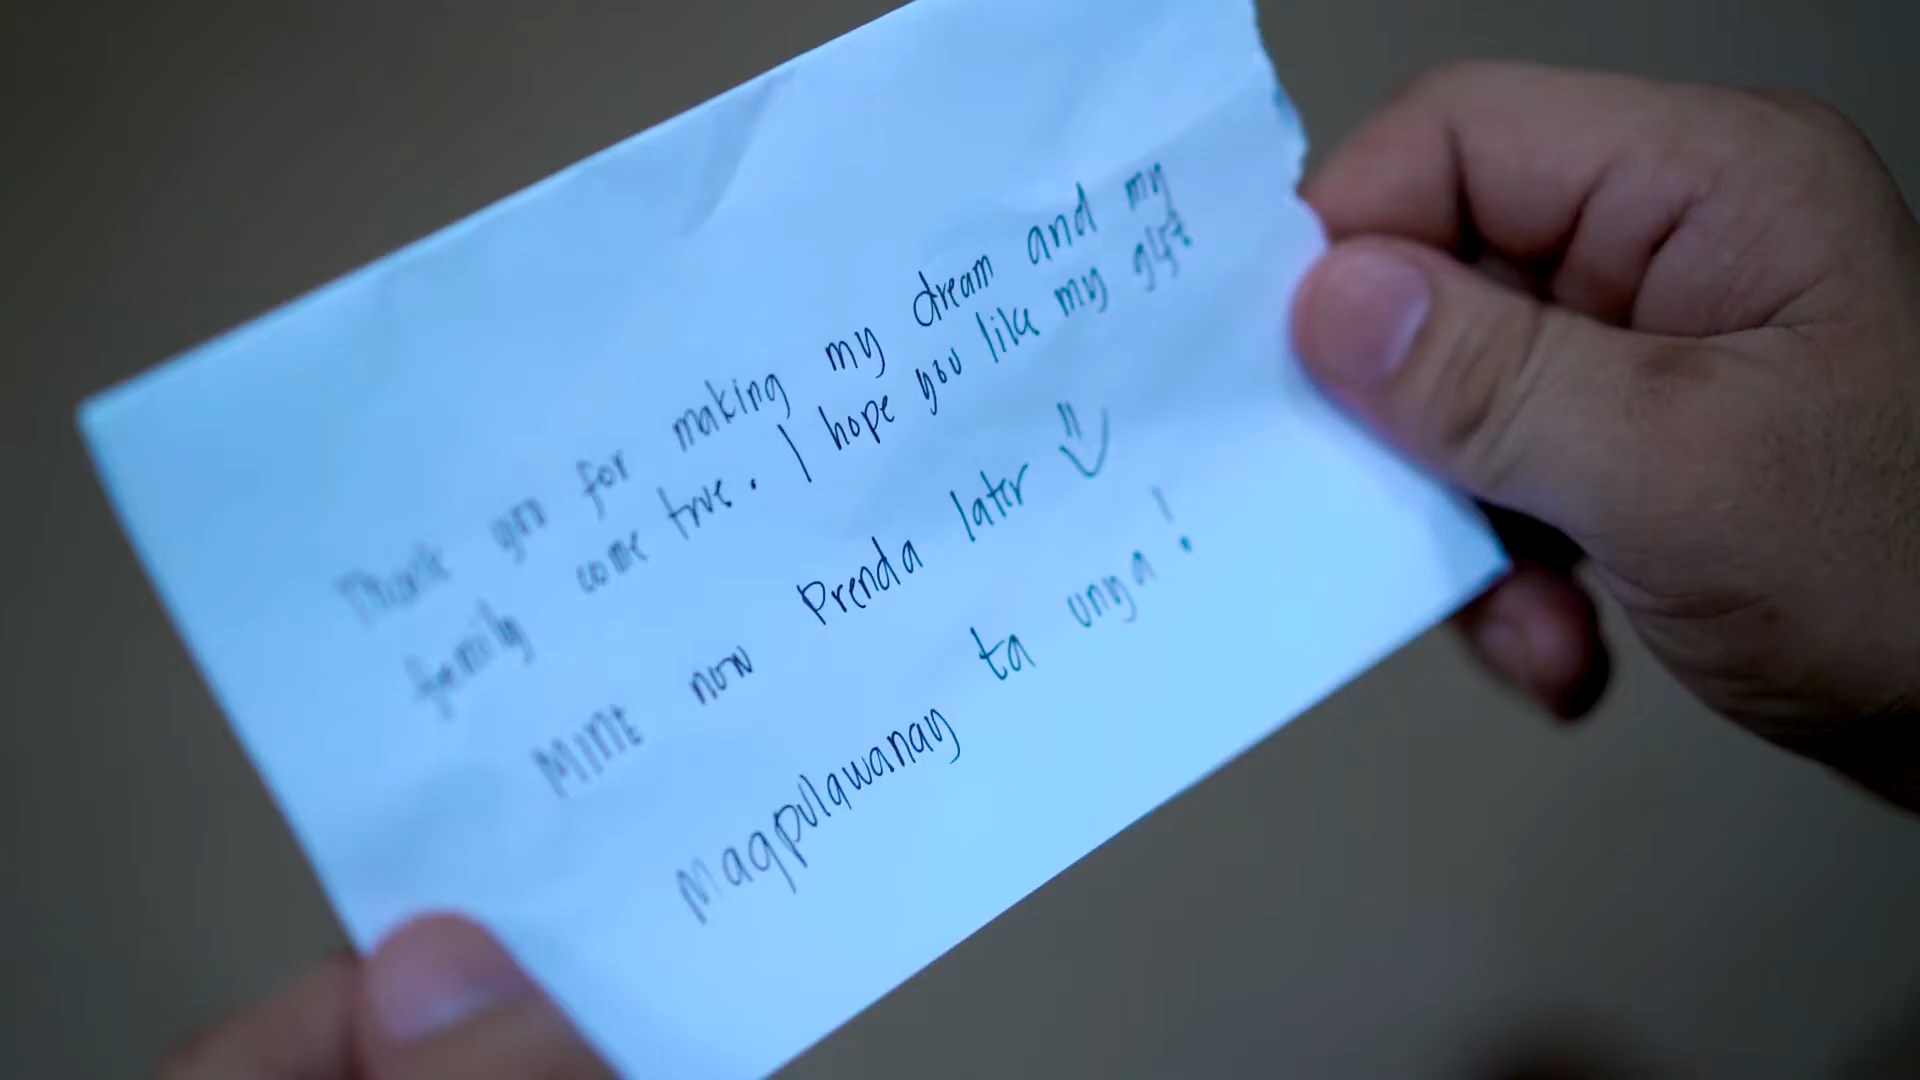 Thank you for making my dream and my
family come true. I hope you like my gift
MINE now Prenda later
Magpulawanay ta unya!